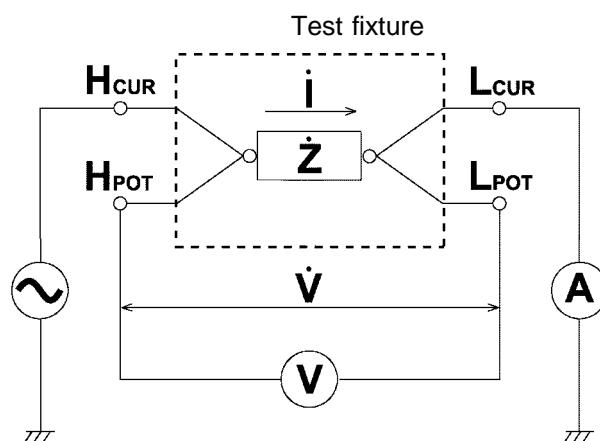 Test fixture
HCUR
LCUR
İ
Ż
HPOT
LPOT
V̇
A
V